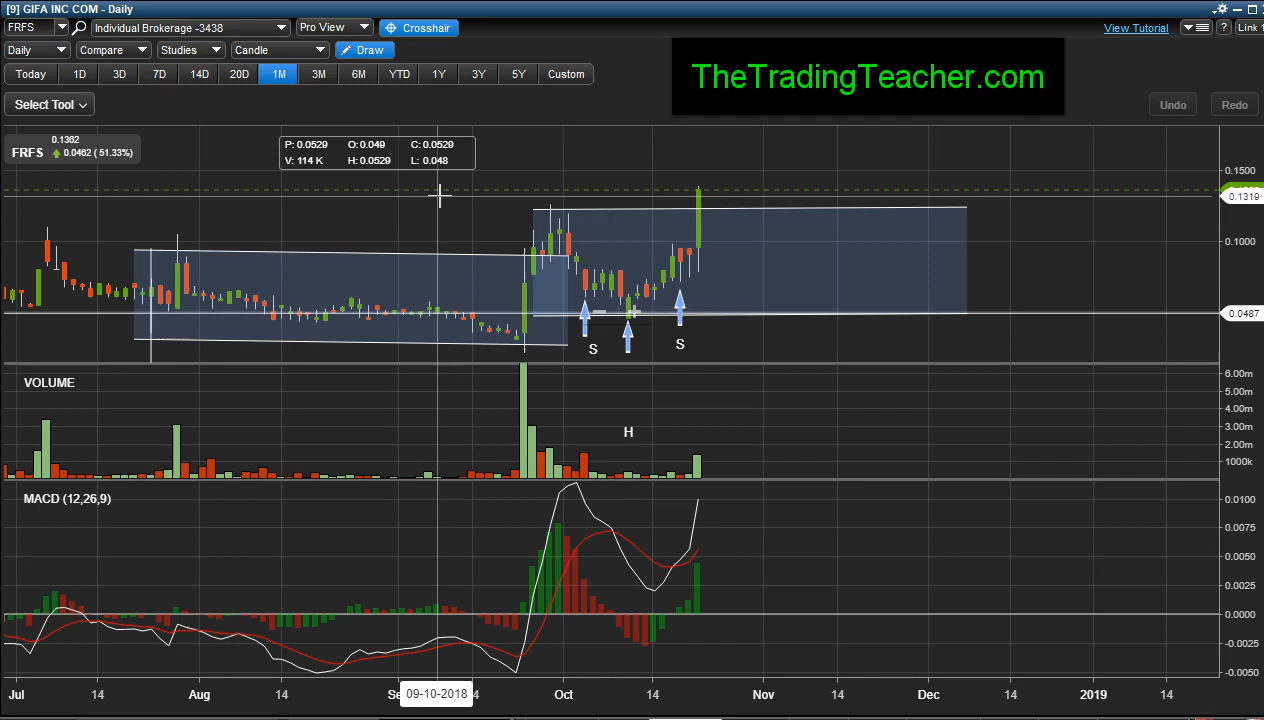 [9] GIFA INC COM - Daily
FRFS Individual Brokerage -3438 Pro View Crosshair View Tutorial ? Link
Daily Compare Studies Candle Draw
Today 1D 3D 7D 14D 20D 1M 3M 6M YTD 1Y 3Y 5Y Custom
TheTradingTeacher.com
Select Tool Undo Redo
FRFS 0.1362
0.0462 (51.33%)
P: 0.0529 O: 0.049 C: 0.0529
V: 114 K H: 0.0529 L: 0.048
0.1500
0.1319
0.1000
0.0487
S
S
VOLUME
6.00m
5.00m
4.00m
3.00m
2.00m
1000k
H
MACD (12,26,9)
0.0100
0.0075
0.0050
0.0025
0.0000
-0.0025
-0.0050
Jul 14 Aug 14 Se 09-10-2018 4 Oct 14 Nov 14 Dec 14 2019 14